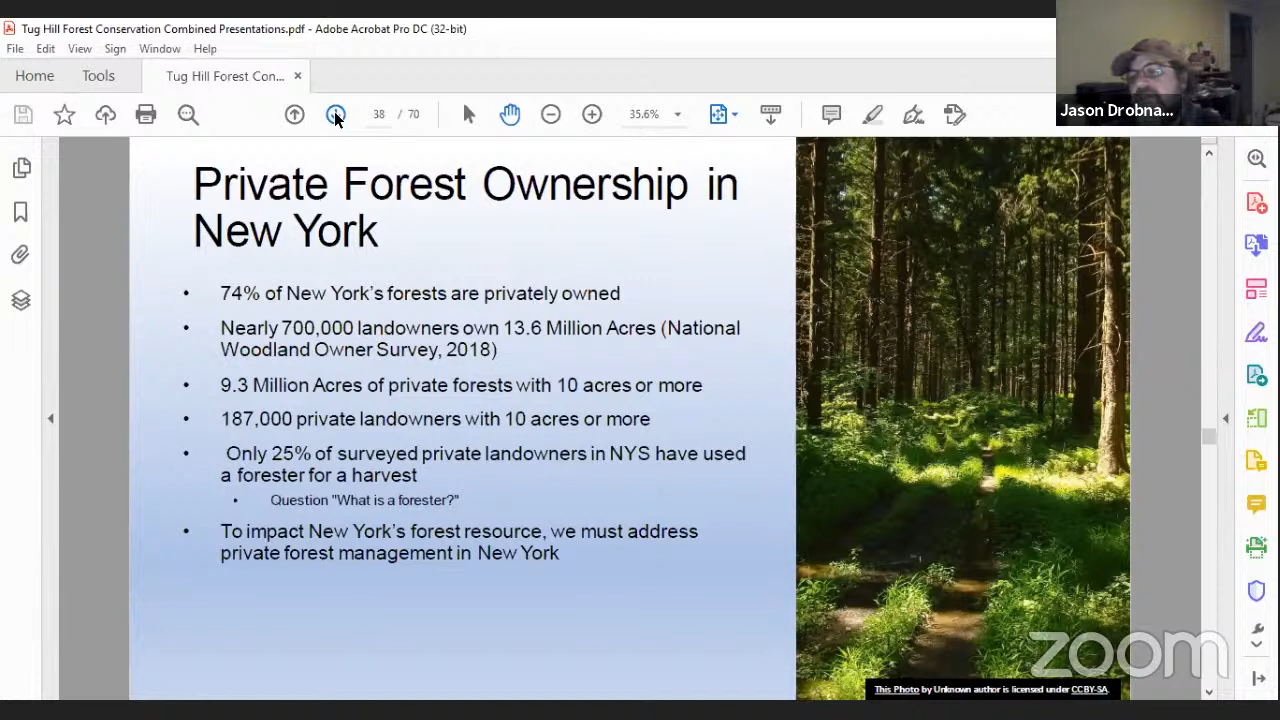 Tug Hill Forest Conservation Combined Presentations.pdf - Adobe Acrobat Pro DC (32-bit)
File Edit View Sign Window Help
Home Tools Tug Hill Forest Con... ×
38 / 70 35.6%
Jason Drobna...
Private Forest Ownership in
New York
• 74% of New York's forests are privately owned
• Nearly 700,000 landowners own 13.6 Million Acres (National
Woodland Owner Survey, 2018)
• 9.3 Million Acres of private forests with 10 acres or more
• 187,000 private landowners with 10 acres or more
• Only 25% of surveyed private landowners in NYS have used
a forester for a harvest
• Question "What is a forester?"
• To impact New York's forest resource, we must address
private forest management in New York
zoom
This Photo by Unknown author is licensed under CC BY-SA.